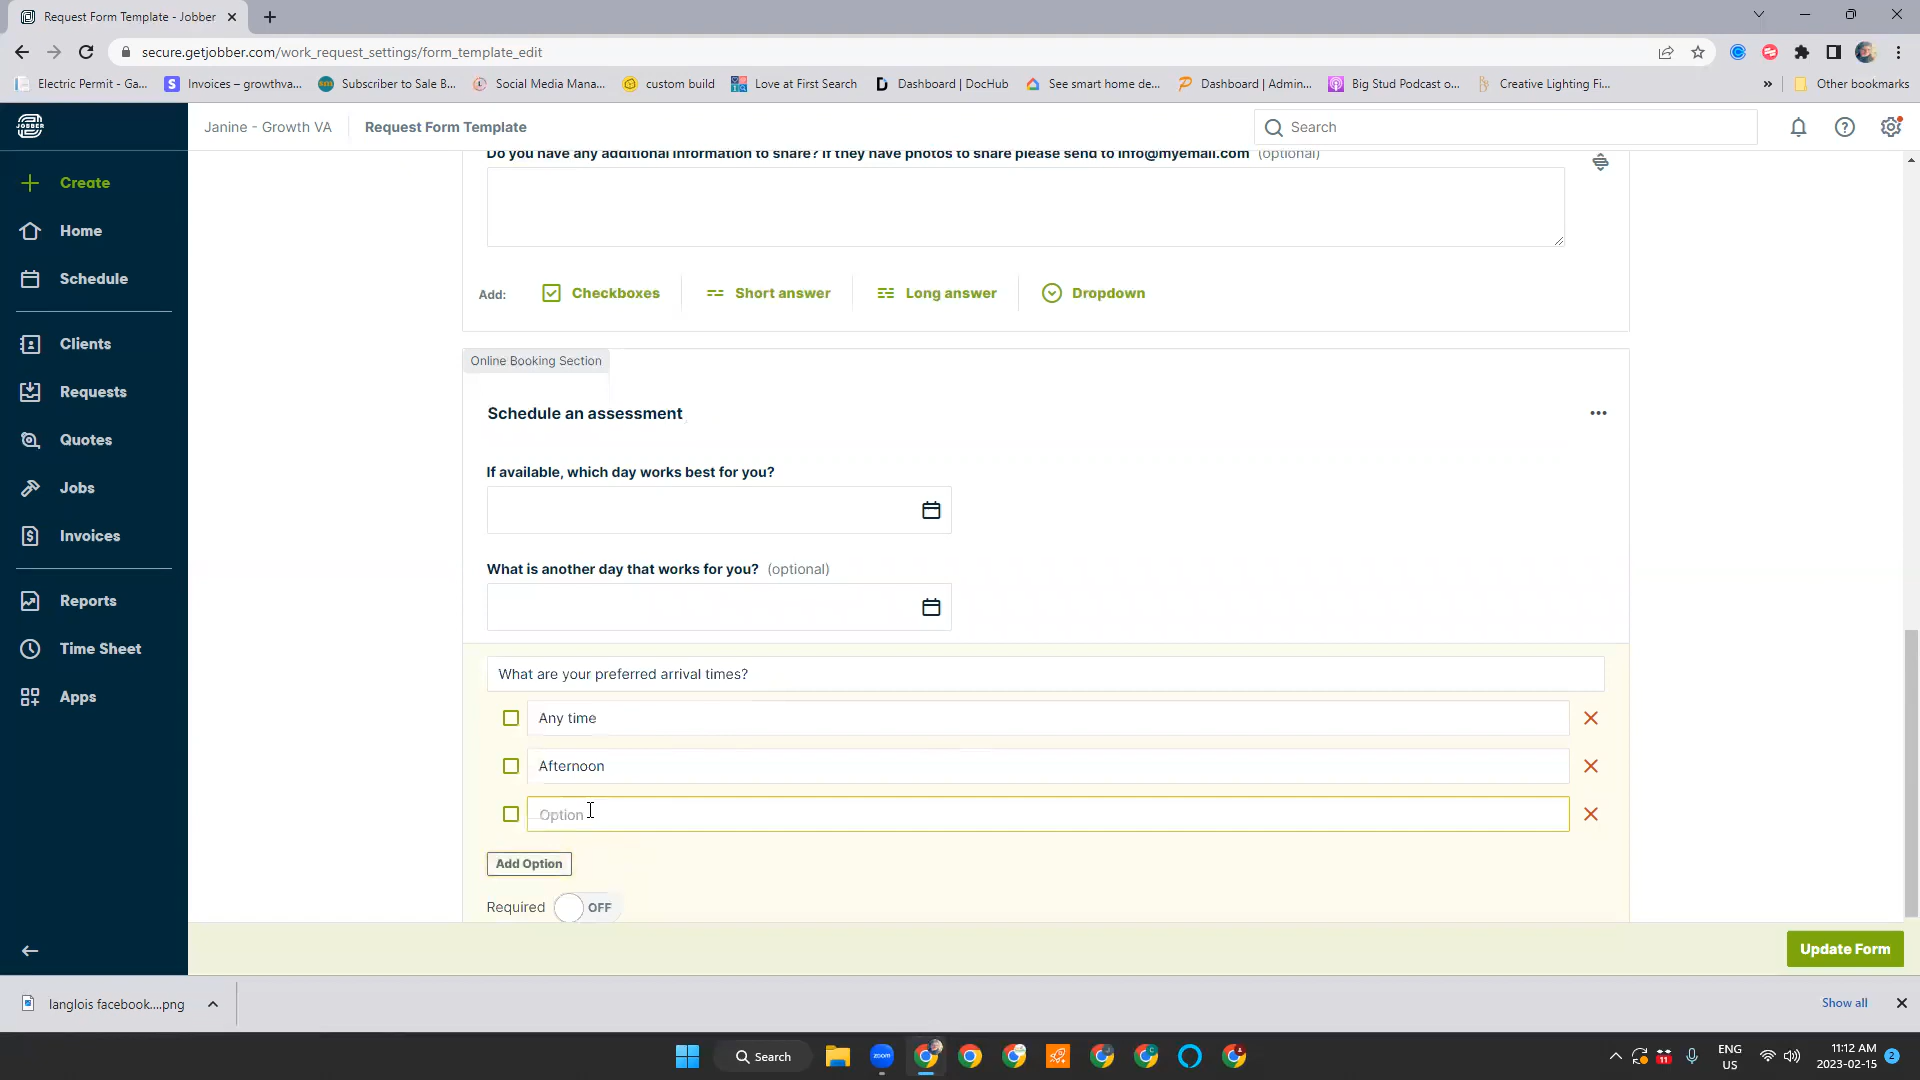 Request Form Template - Jobber
secure.getjobber.com/work_request_settings/form_template_edit
Electric Permit - Ga...
Invoices – growthva...
Subscriber to Sale B...
Social Media Mana...
custom build
Love at First Search
Dashboard | DocHub
See smart home de...
Dashboard | Admin...
Big Stud Podcast o...
Creative Lighting Fi...
Other bookmarks
JOBBER
Janine - Growth VA
Request Form Template
Search
Create
Home
Schedule
Clients
Requests
Quotes
Jobs
Invoices
Reports
Time Sheet
Apps
Do you have any additional information to share? If they have photos to share please send to info@myemail.com (optional)
Add:
Checkboxes
Short answer
Long answer
Dropdown
Online Booking Section
Schedule an assessment
If available, which day works best for you?
What is another day that works for you? (optional)
What are your preferred arrival times?
Any time
Afternoon
Option
Add Option
Required
OFF
Update Form
langlois facebook....png
Show all
Search
zoom
11
ENG
US
11:12 AM
2023-02-15
2